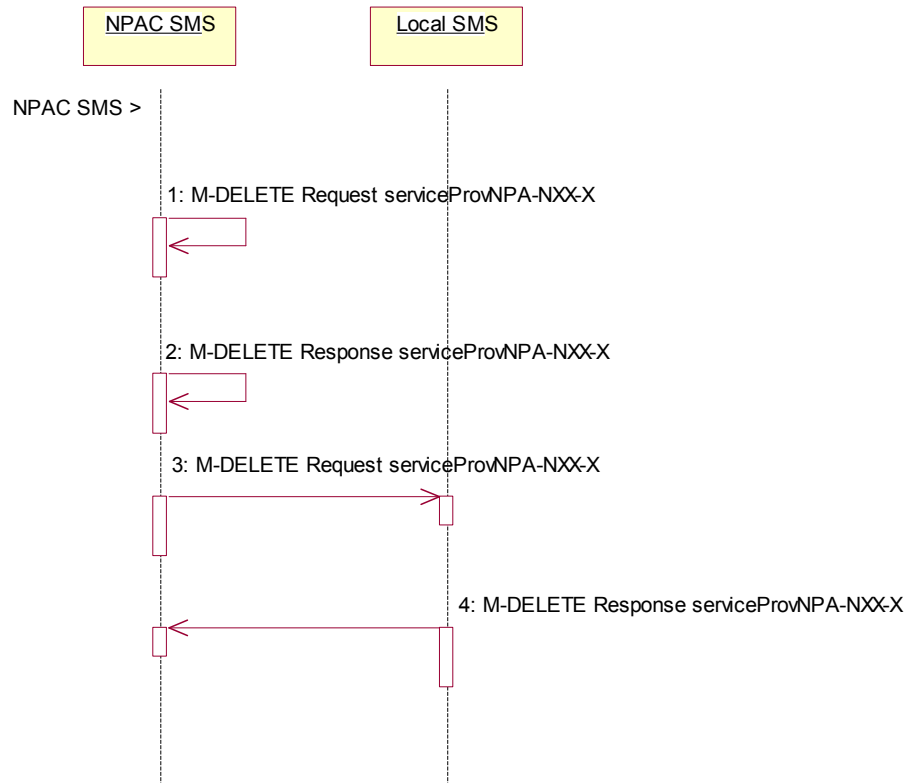 NPAC SMS
Local SMS
NPAC SMS >
1: M-DELETE Request serviceProvNPA-NXX-X
2: M-DELETE Response serviceProvNPA-NXX-X
3: M-DELETE Request serviceProvNPA-NXX-X
4: M-DELETE Response serviceProvNPA-NXX-X